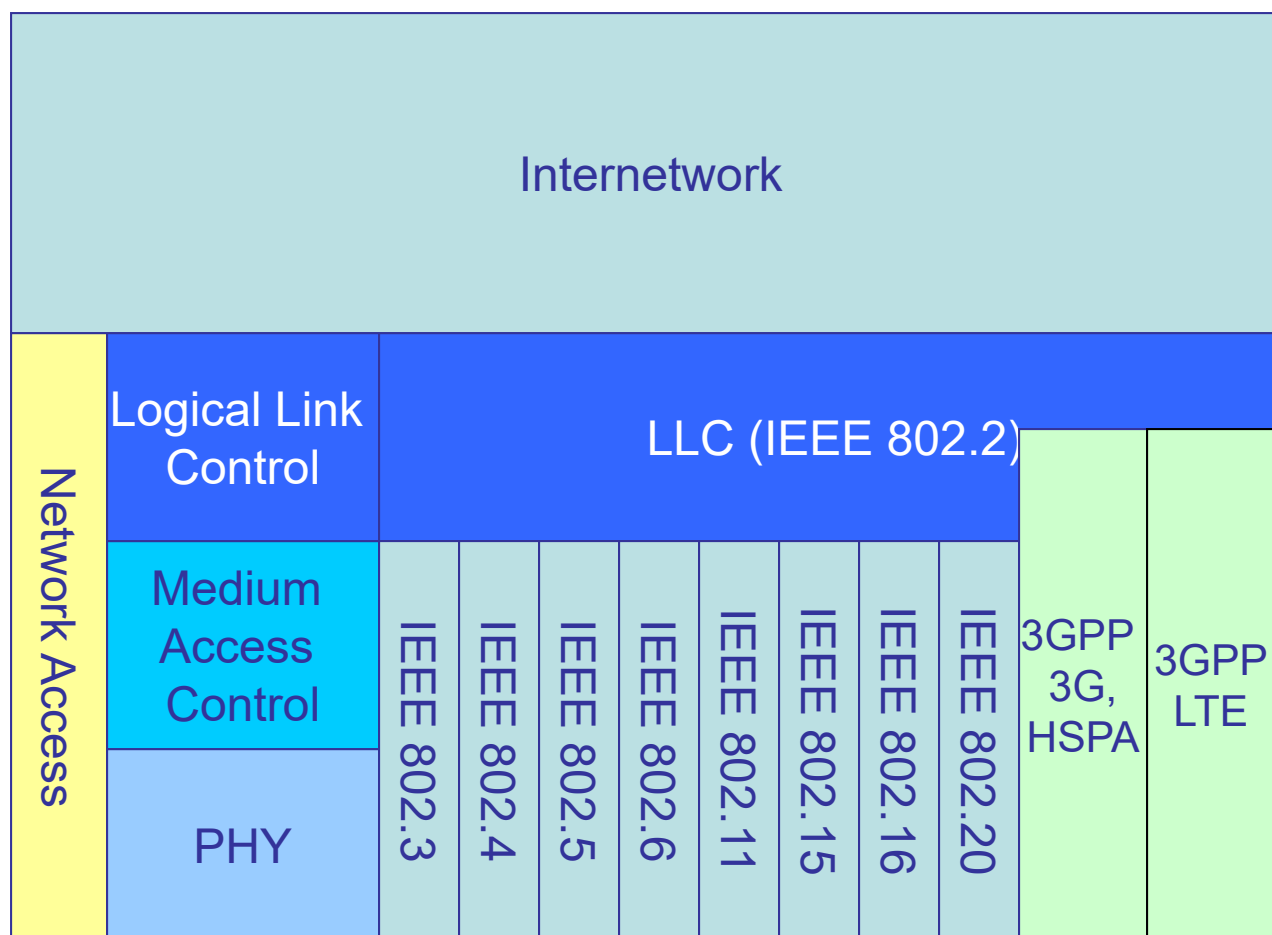 Internetwork
Network Access
Logical Link
Control
LLC (IEEE 802.2)
Medium
Access
Control
PHY
IEEE 802.3
IEEE 802.4
IEEE 802.5
IEEE 802.6
IEEE 802.11
IEEE 802.15
IEEE 802.16
IEEE 802.20
3GPP
3G,
HSPA
3GPP
LTE